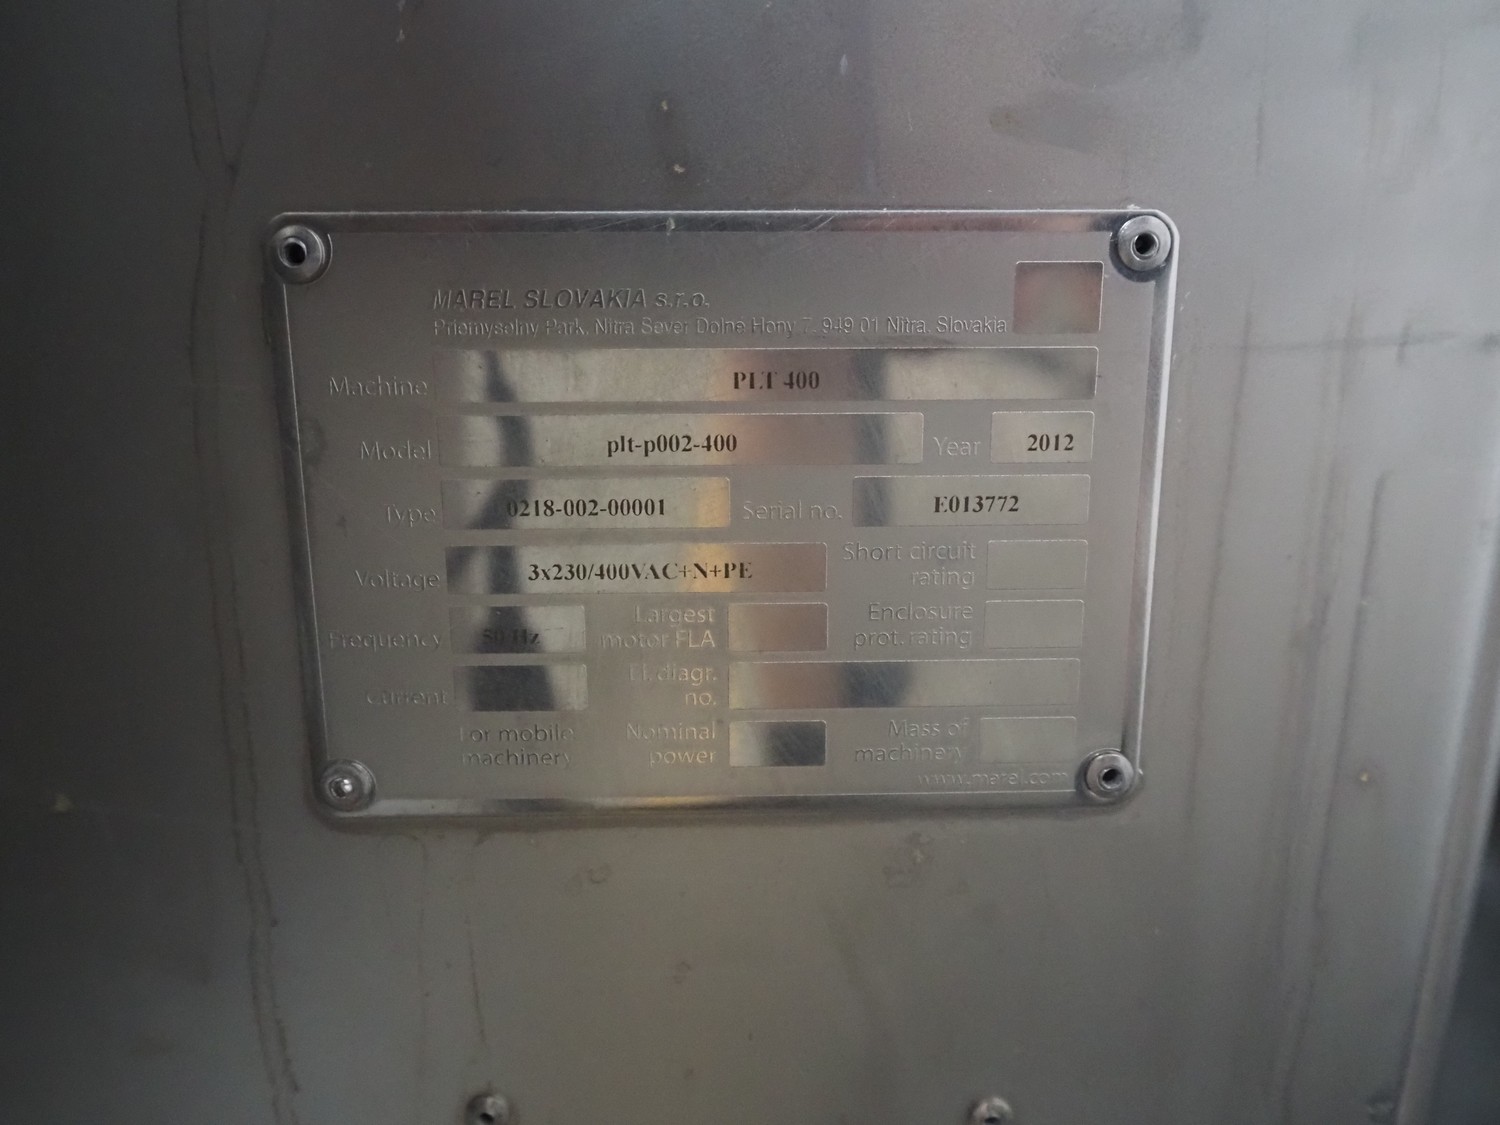 MAREL SLOVAKIA s.r.o.
Priemyselny Park, Nitra Sever Dolne Hony 7, 949 01 Nitra, Slovakia
Machine PLT 400
Model plt-p002-400 Year 2012
Type 0218-002-00001 Serial no. E013772
Voltage 3x230/400VAC+N+PE Short circuit rating
Frequency 50 Hz Largest motor FLA Enclosure prot. rating
Current El. diagr. no.
For mobile machinery Nominal power Mass of machinery
www.marel.com